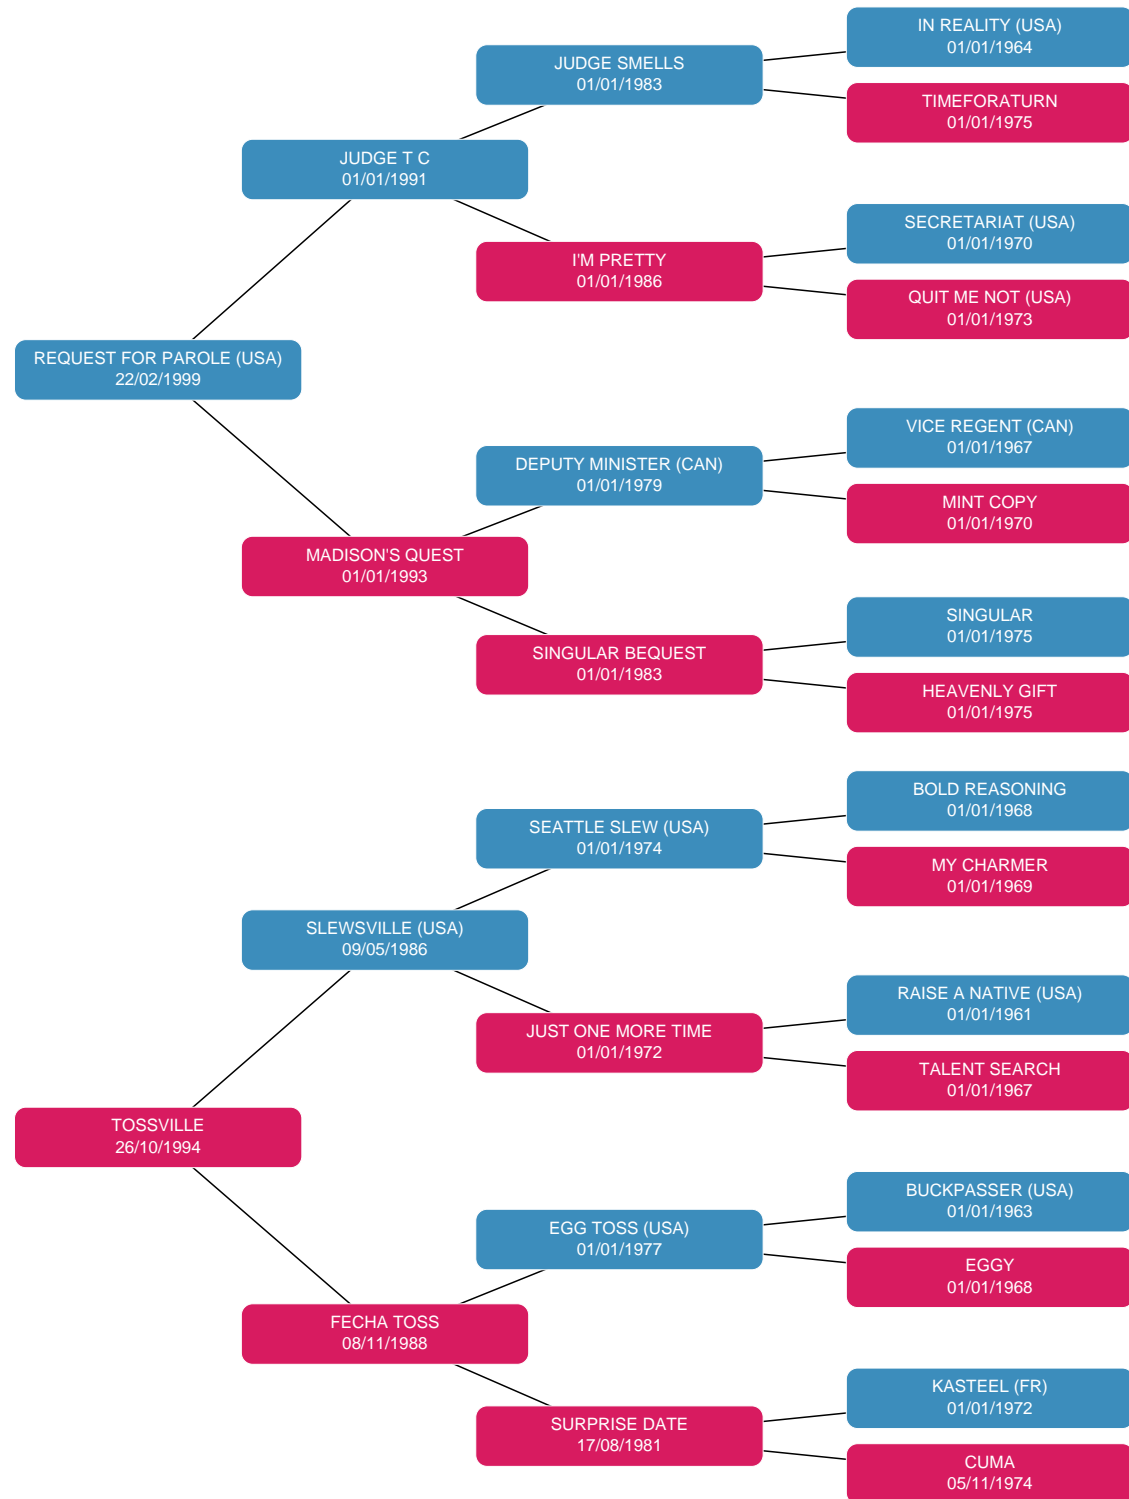 IN REALITY (USA)
01/01/1964
JUDGE SMELLS
01/01/1983
TIMEFORATURN
01/01/1975
JUDGE T C
01/01/1991
SECRETARIAT (USA)
01/01/1970
I'M PRETTY
01/01/1986
QUIT ME NOT (USA)
01/01/1973
REQUEST FOR PAROLE (USA)
22/02/1999
VICE REGENT (CAN)
01/01/1967
DEPUTY MINISTER (CAN)
01/01/1979
MINT COPY
01/01/1970
MADISON'S QUEST
01/01/1993
SINGULAR
01/01/1975
SINGULAR BEQUEST
01/01/1983
HEAVENLY GIFT
01/01/1975
BOLD REASONING
01/01/1968
SEATTLE SLEW (USA)
01/01/1974
MY CHARMER
01/01/1969
SLEWSVILLE (USA)
09/05/1986
RAISE A NATIVE (USA)
01/01/1961
JUST ONE MORE TIME
01/01/1972
TALENT SEARCH
01/01/1967
TOSSVILLE
26/10/1994
BUCKPASSER (USA)
01/01/1963
EGG TOSS (USA)
01/01/1977
EGGY
01/01/1968
FECHA TOSS
08/11/1988
KASTEEL (FR)
01/01/1972
SURPRISE DATE
17/08/1981
CUMA
05/11/1974